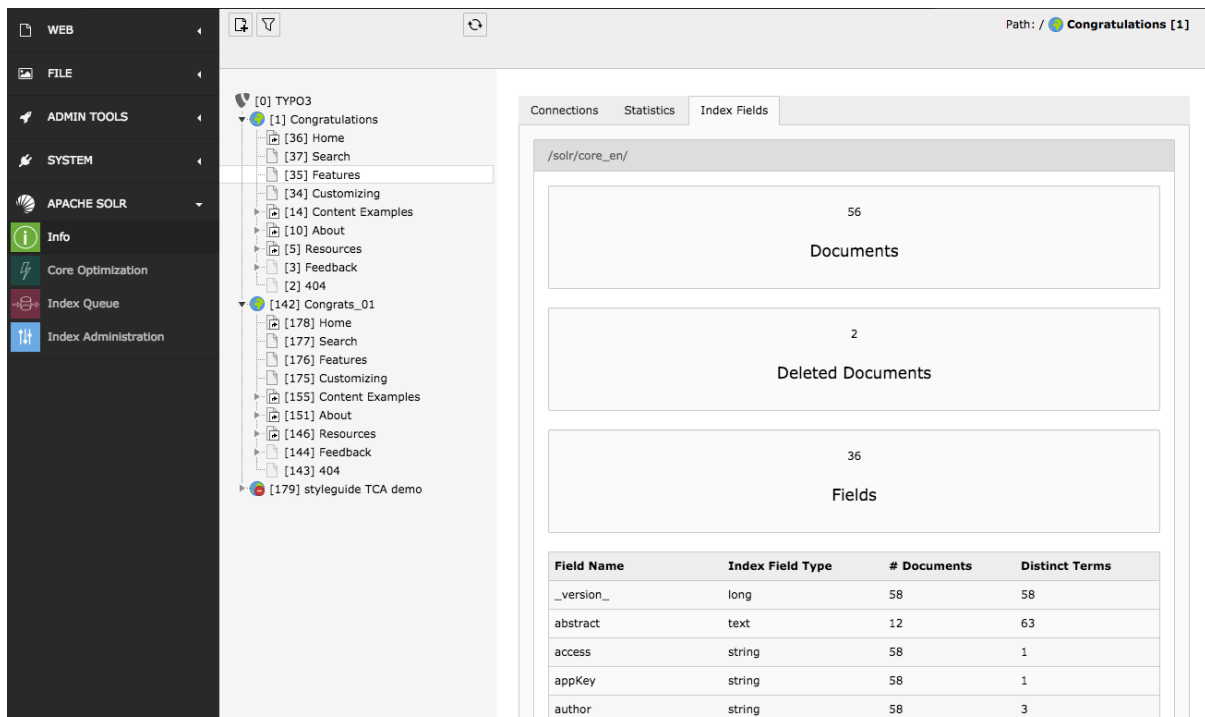 WEB
FILE
ADMIN TOOLS
SYSTEM
APACHE SOLR
Info
Core Optimization
Index Queue
Index Administration
[0] TYPO3
[1] Congratulations
[36] Home
[37] Search
[35] Features
[34] Customizing
[14] Content Examples
[10] About
[5] Resources
[3] Feedback
[2] 404
[142] Congrats_01
[178] Home
[177] Search
[176] Features
[175] Customizing
[155] Content Examples
[151] About
[146] Resources
[144] Feedback
[143] 404
[179] styleguide TCA demo
Path: / Congratulations [1]
Connections Statistics Index Fields
/solr/core_en/
56
Documents
2
Deleted Documents
36
Fields
Field Name Index Field Type # Documents Distinct Terms
_version_ long 58 58
abstract text 12 63
access string 58 1
appKey string 58 1
author string 58 3